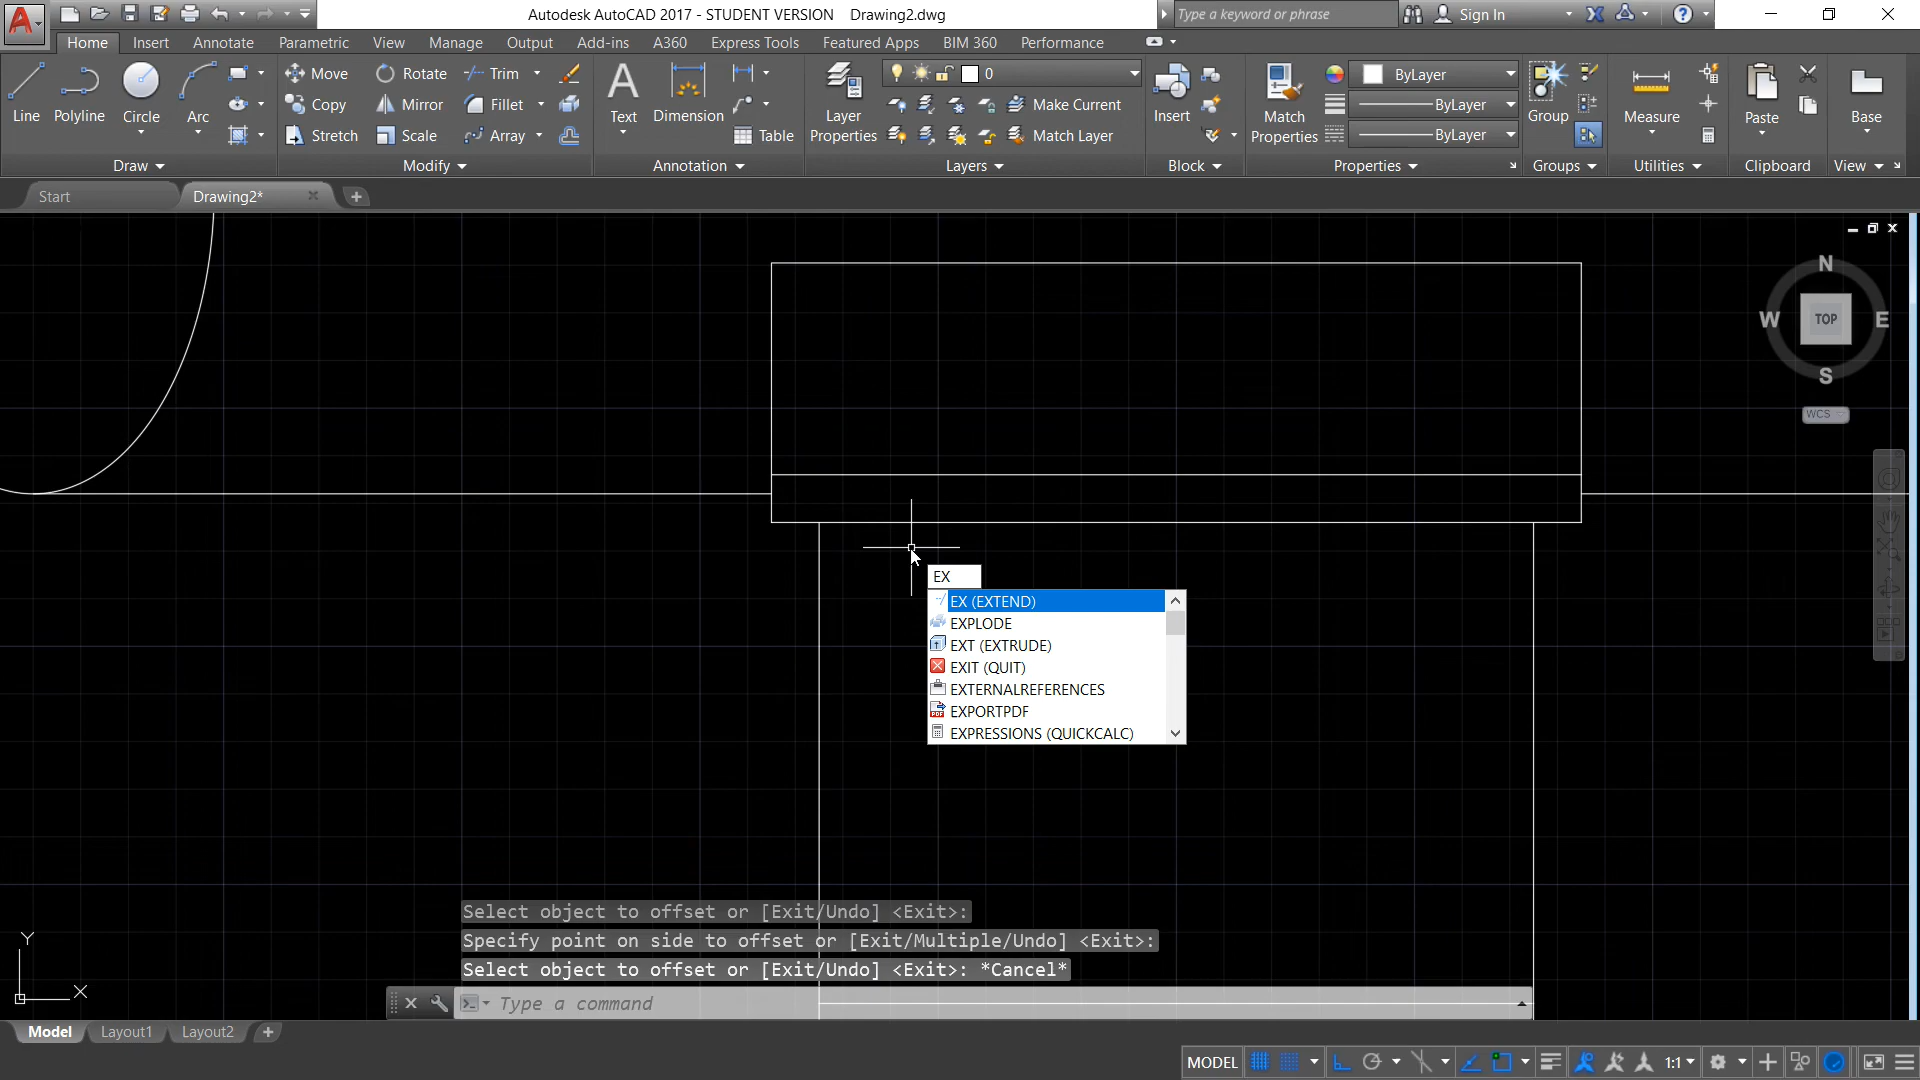 Autodesk AutoCAD 2017 - STUDENT VERSION Drawing2.dwg
Type a keyword or phrase
Sign In
Home Insert Annotate Parametric View Manage Output Add-ins A360 Express Tools Featured Apps BIM 360 Performance
Line Polyline Circle Arc
Move Rotate Trim
Copy Mirror Fillet
Stretch Scale Array
Text Dimension Table
Layer Properties
0
Make Current
Match Layer
Insert
Match Properties
ByLayer
ByLayer
ByLayer
Group
Measure
Paste
Base
Draw Modify Annotation Layers Block Properties Groups Utilities Clipboard View
Start Drawing2*
N
W TOP E
S
WCS
EX
EX (EXTEND)
EXPLODE
EXT (EXTRUDE)
EXIT (QUIT)
EXTERNALREFERENCES
EXPORTPDF
EXPRESSIONS (QUICKCALC)
Select object to offset or [Exit/Undo] <Exit>:
Specify point on side to offset or [Exit/Multiple/Undo] <Exit>:
Select object to offset or [Exit/Undo] <Exit>: *Cancel*
Y
X
Type a command
Model Layout1 Layout2
MODEL 1:1